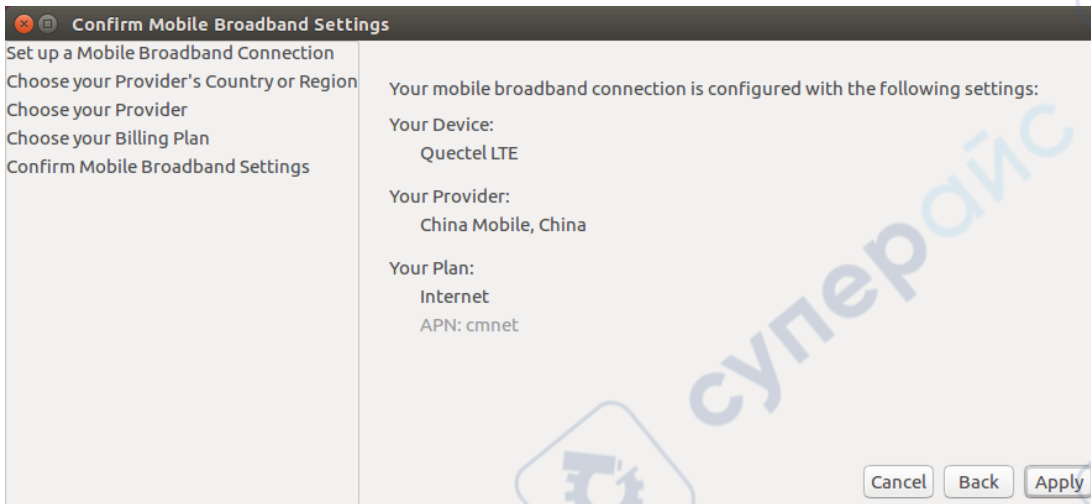 Confirm Mobile Broadband Settings
Set up a Mobile Broadband Connection
Choose your Provider's Country or Region
Choose your Provider
Choose your Billing Plan
Confirm Mobile Broadband Settings
Your mobile broadband connection is configured with the following settings:
Your Device:
Quectel LTE
Your Provider:
China Mobile, China
Your Plan:
Internet
APN: cmnet
суперайс
Cancel
Back
Apply